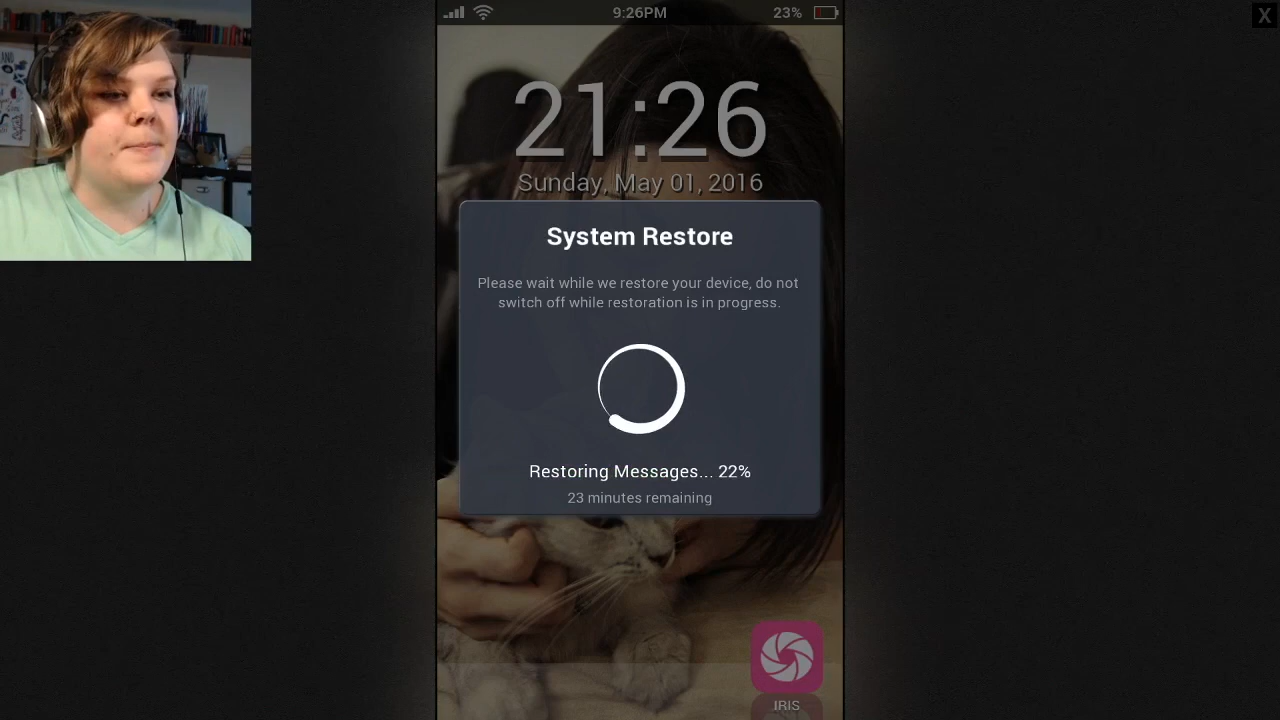 9:26PM
23%
X
21:26
Sunday, May 01, 2016
System Restore
Please wait while we restore your device, do not
switch off while restoration is in progress.
Restoring Messages... 22%
23 minutes remaining
IRIS